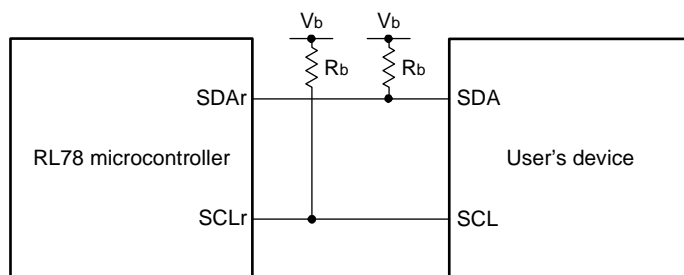 Vb Vb
Rb Rb
SDAr SDA
RL78 microcontroller User's device
SCLr SCL